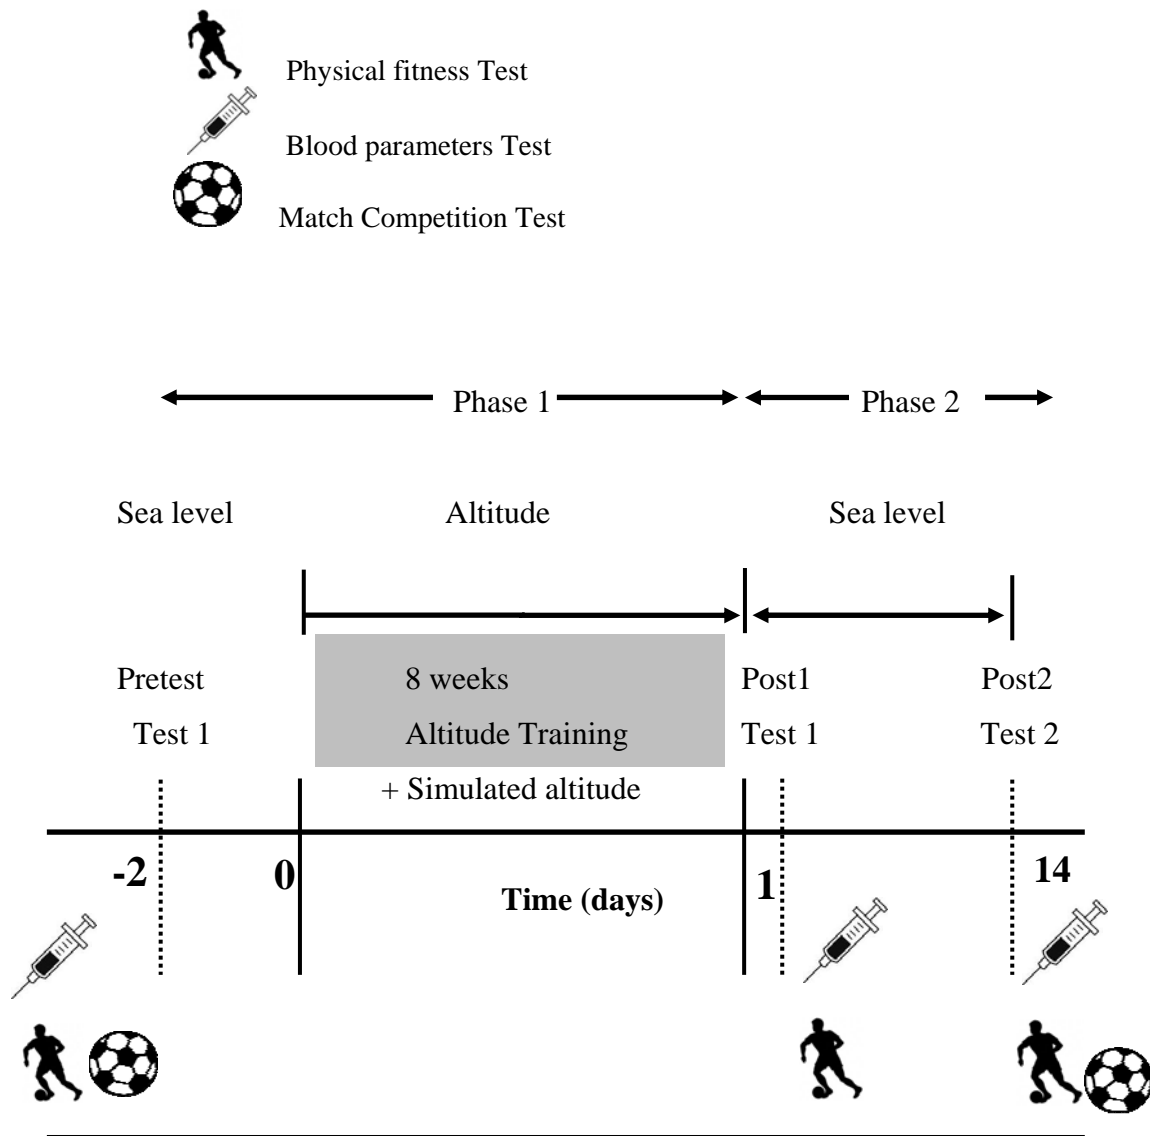 Physical fitness Test
Blood parameters Test
Match Competition Test
Phase 1 Phase 2
Sea level Altitude Sea level
Pretest 8 weeks Post1 Post2
Test 1 Altitude Training Test 1 Test 2
+ Simulated altitude
-2 0 Time (days) 1 14